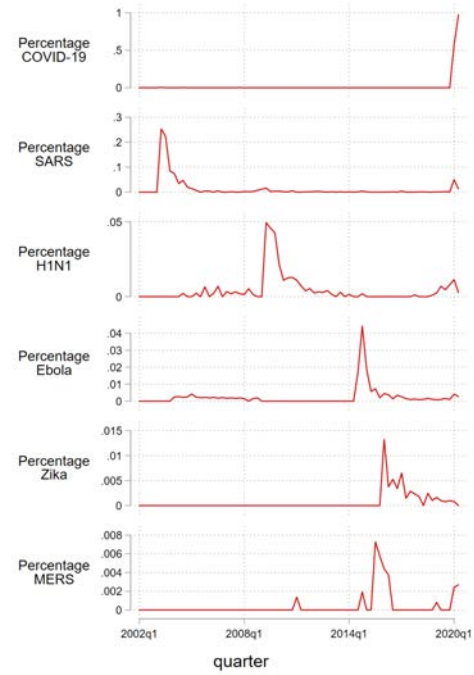 Percentage
COVID-19
1
.5
0
Percentage
SARS
.3
.2
.1
0
Percentage
H1N1
.05
0
Percentage
Ebola
.04
.03
.02
.01
0
Percentage
Zika
.015
.01
.005
0
Percentage
MERS
.008
.006
.004
.002
0
2002q1 2008q1 2014q1 2020q1
quarter